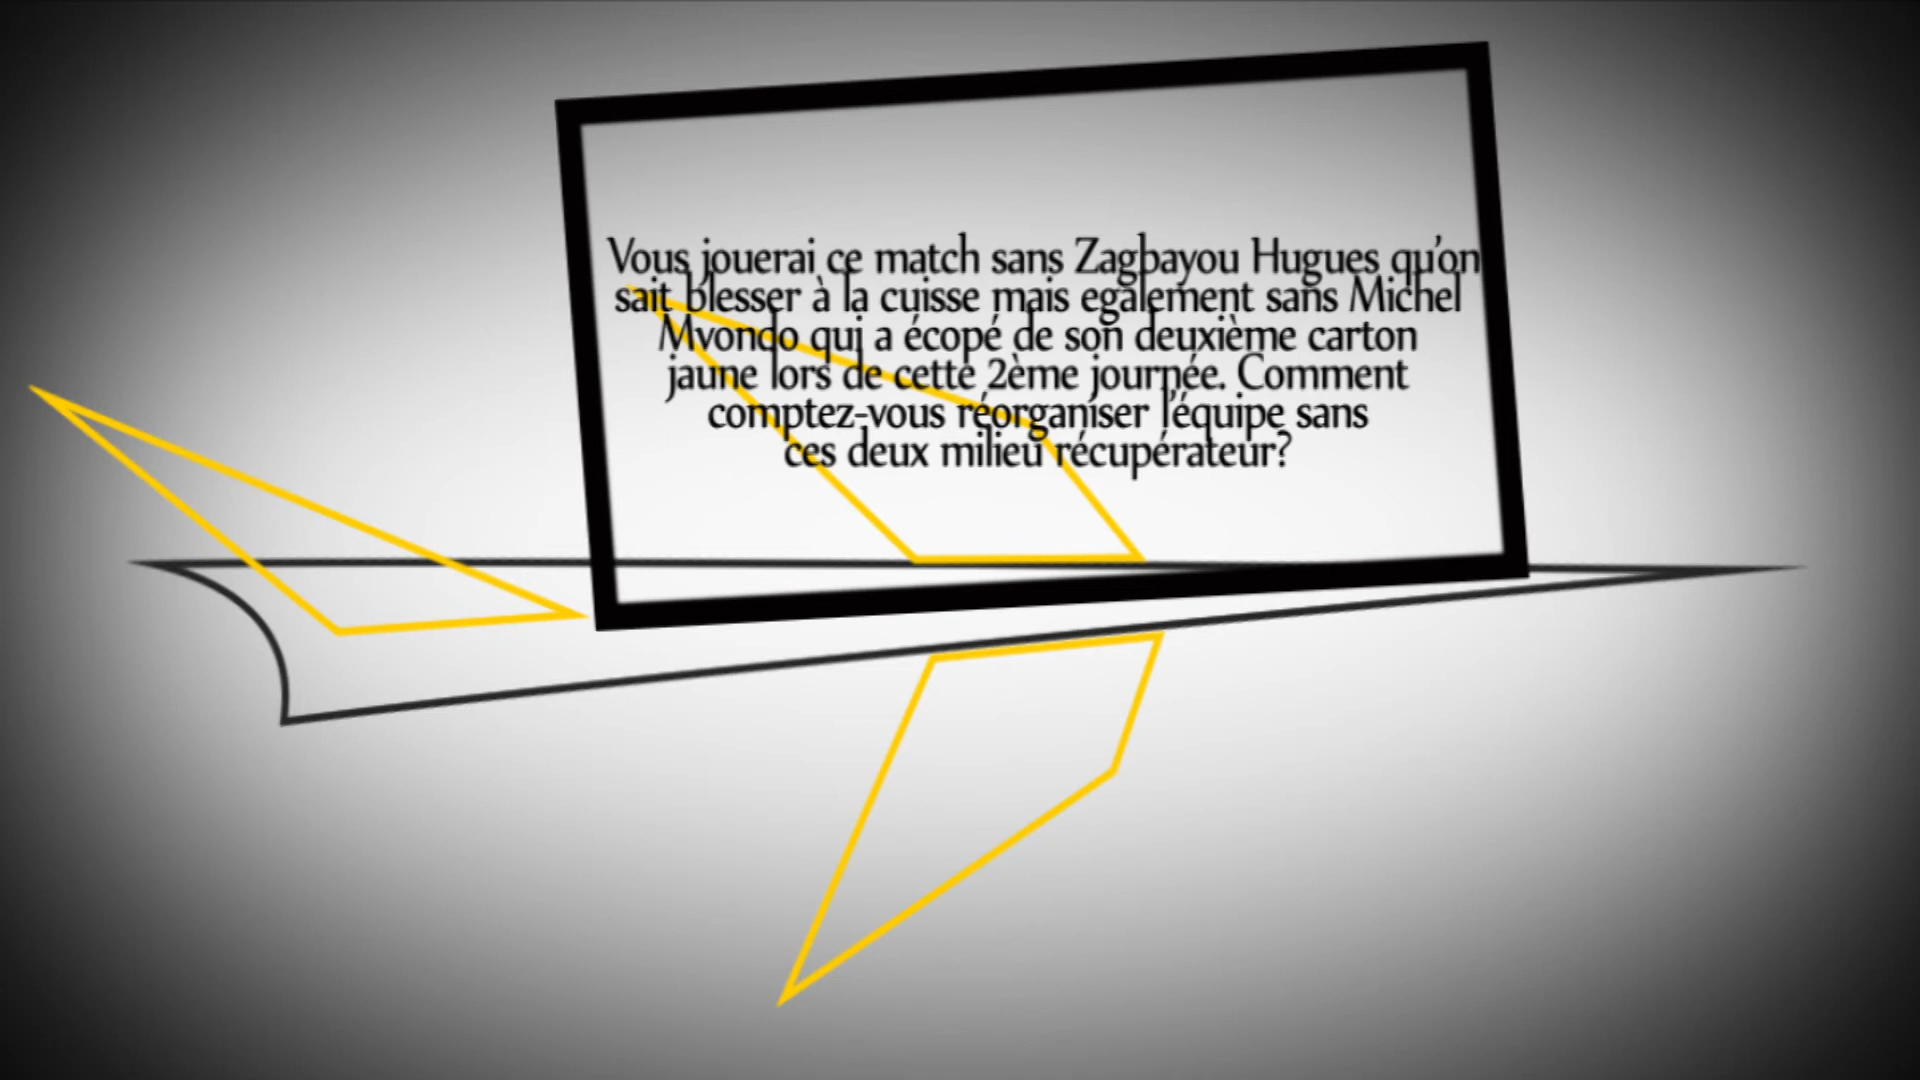 Vous jouerai ce match sans Zagbayou Hugues qu'on
sait blesser à la cuisse mais egalement sans Michel
Mvondo qui a écopé de son deuxième carton
jaune lors de cette 2ème journée. Comment
comptez-vous réorganiser l'équipe sans
ces deux milieu récupérateur?